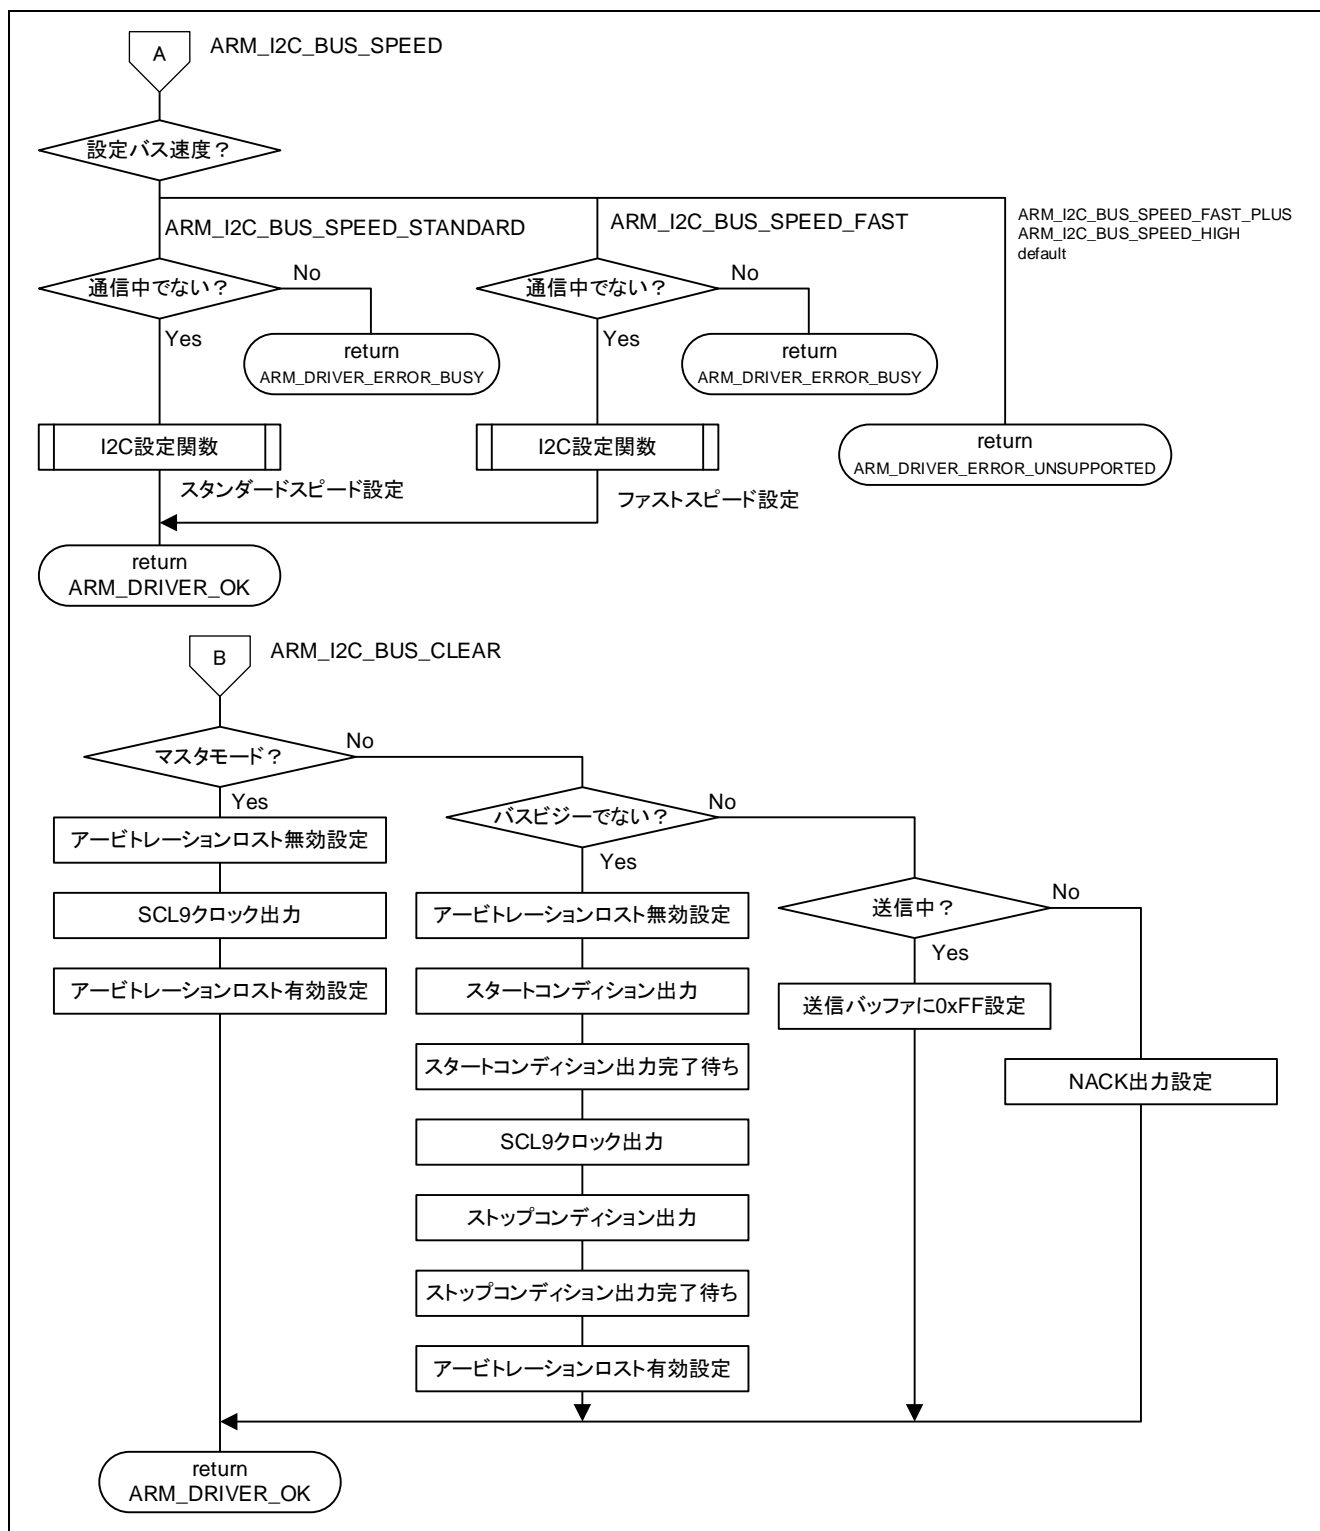 A
ARM_I2C_BUS_SPEED
設定バス速度？
ARM_I2C_BUS_SPEED_STANDARD
ARM_I2C_BUS_SPEED_FAST
ARM_I2C_BUS_SPEED_FAST_PLUS
ARM_I2C_BUS_SPEED_HIGH
default
通信中でない？
No
通信中でない？
No
Yes
return
ARM_DRIVER_ERROR_BUSY
Yes
return
ARM_DRIVER_ERROR_BUSY
I2C設定関数
I2C設定関数
return
ARM_DRIVER_ERROR_UNSUPPORTED
スタンダードスピード設定
ファストスピード設定
return
ARM_DRIVER_OK
B
ARM_I2C_BUS_CLEAR
マスタモード？
No
Yes
バスビジーでない？
No
アービトレーションロスト無効設定
Yes
SCL9クロック出力
アービトレーションロスト無効設定
送信中？
No
Yes
アービトレーションロスト有効設定
スタートコンディション出力
送信バッファに0xFF設定
スタートコンディション出力完了待ち
NACK出力設定
SCL9クロック出力
ストップコンディション出力
ストップコンディション出力完了待ち
アービトレーションロスト有効設定
return
ARM_DRIVER_OK